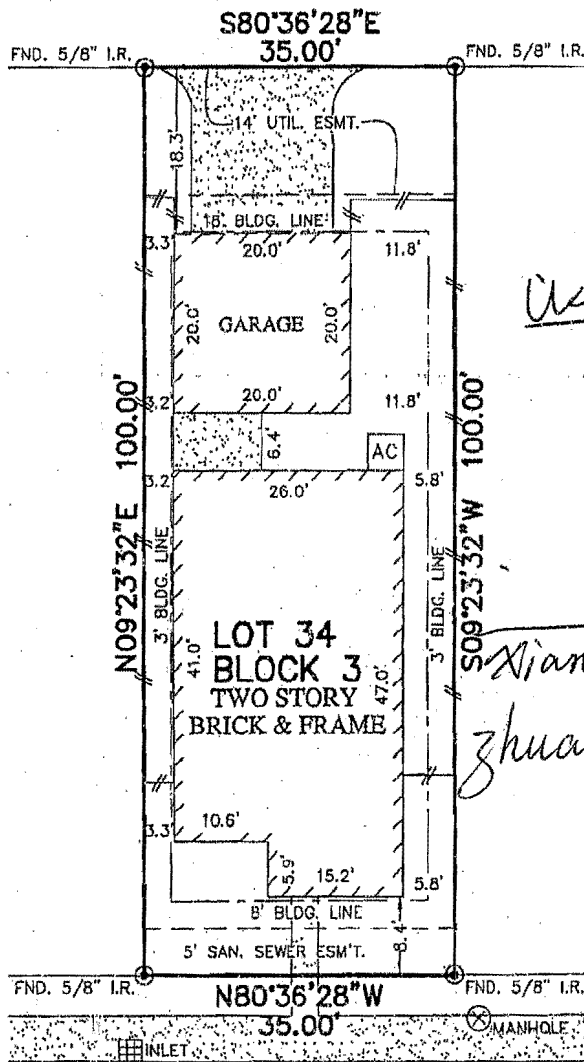 S80°36'28"E
FND. 5/8" I.R. 35.00' FND. 5/8" I.R.
14' UTIL. ESMT.
18.3'
18' BLDG. LINE
3.3' 20.0' 11.8'
20.0' GARAGE 20.0'
3.2' 20.0' 11.8'
6.4'
AC
3.2' 26.0' 5.8'
N09°23'32"E 100.00'
S09°23'32"W 100.00'
3' BLDG. LINE
3' BLDG. LINE
41.0'
47.0'
LOT 34
BLOCK 3
TWO STORY
BRICK & FRAME
Xian
zhua
3.3' 10.6'
5.9' 15.2' 5.8'
8' BLDG. LINE
8.4'
5' SAN. SEWER ESM'T.
FND. 5/8" I.R. N80°36'28"W FND. 5/8" I.R.
35.00'
MANHOLE
INLET